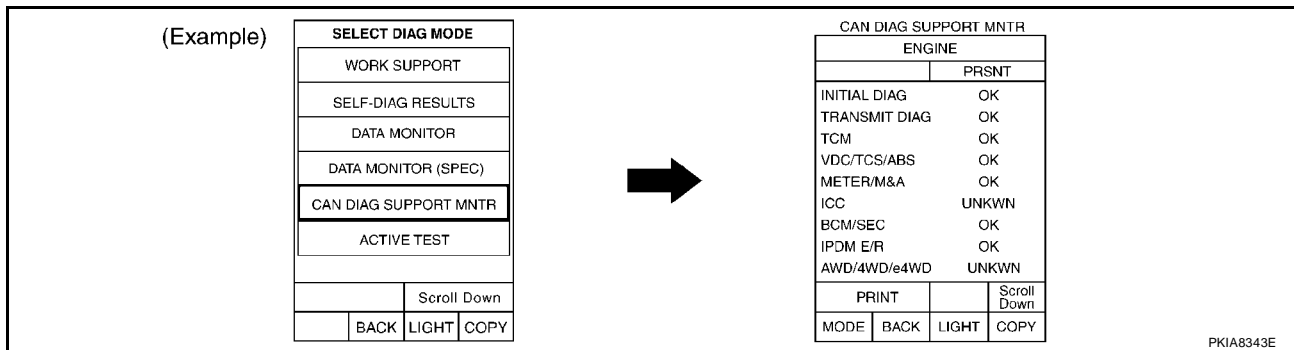 (Example)
SELECT DIAG MODE
WORK SUPPORT
SELF-DIAG RESULTS
DATA MONITOR
DATA MONITOR (SPEC)
CAN DIAG SUPPORT MNTR
ACTIVE TEST
Scroll Down
BACK LIGHT COPY
CAN DIAG SUPPORT MNTR
ENGINE
PRSNT
INITIAL DIAG OK
TRANSMIT DIAG OK
TCM OK
VDC/TCS/ABS OK
METER/M&A OK
ICC UNKWN
BCM/SEC OK
IPDM E/R OK
AWD/4WD/e4WD UNKWN
PRINT Scroll Down
MODE BACK LIGHT COPY
PKIA8343E